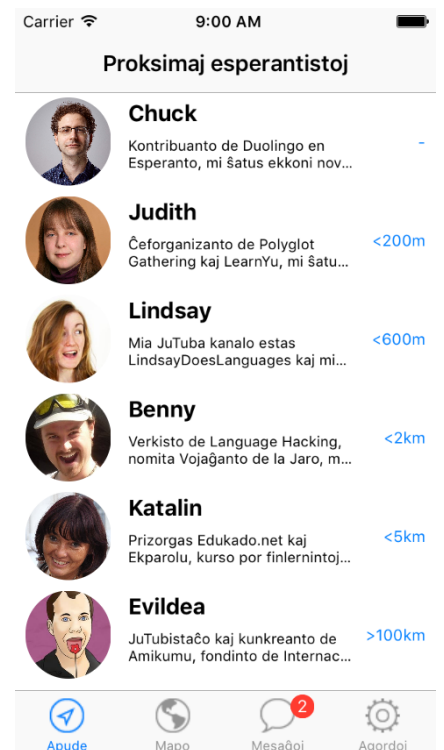 Carrier 9:00 AM
Proksimaj esperantistoj
Chuck
Kontribuanto de Duolingo en
Esperanto, mi ŝatus ekkoni nov...
-
Judith
Ĉeforganizanto de Polyglot
Gathering kaj LearnYu, mi ŝatu...
<200m
Lindsay
Mia JuTuba kanalo estas
LindsayDoesLanguages kaj mi...
<600m
Benny
Verkisto de Language Hacking,
nomita Vojaĝanto de la Jaro, m...
<2km
Katalin
Prizorgas Edukado.net kaj
Ekparolu, kurso por finlernintoj...
<5km
Evildea
JuTubistaĉo kaj kunkreanto de
Amikumu, fondinto de Internac...
>100km
2
Apude Mapo Mesaĝoj Agordoj